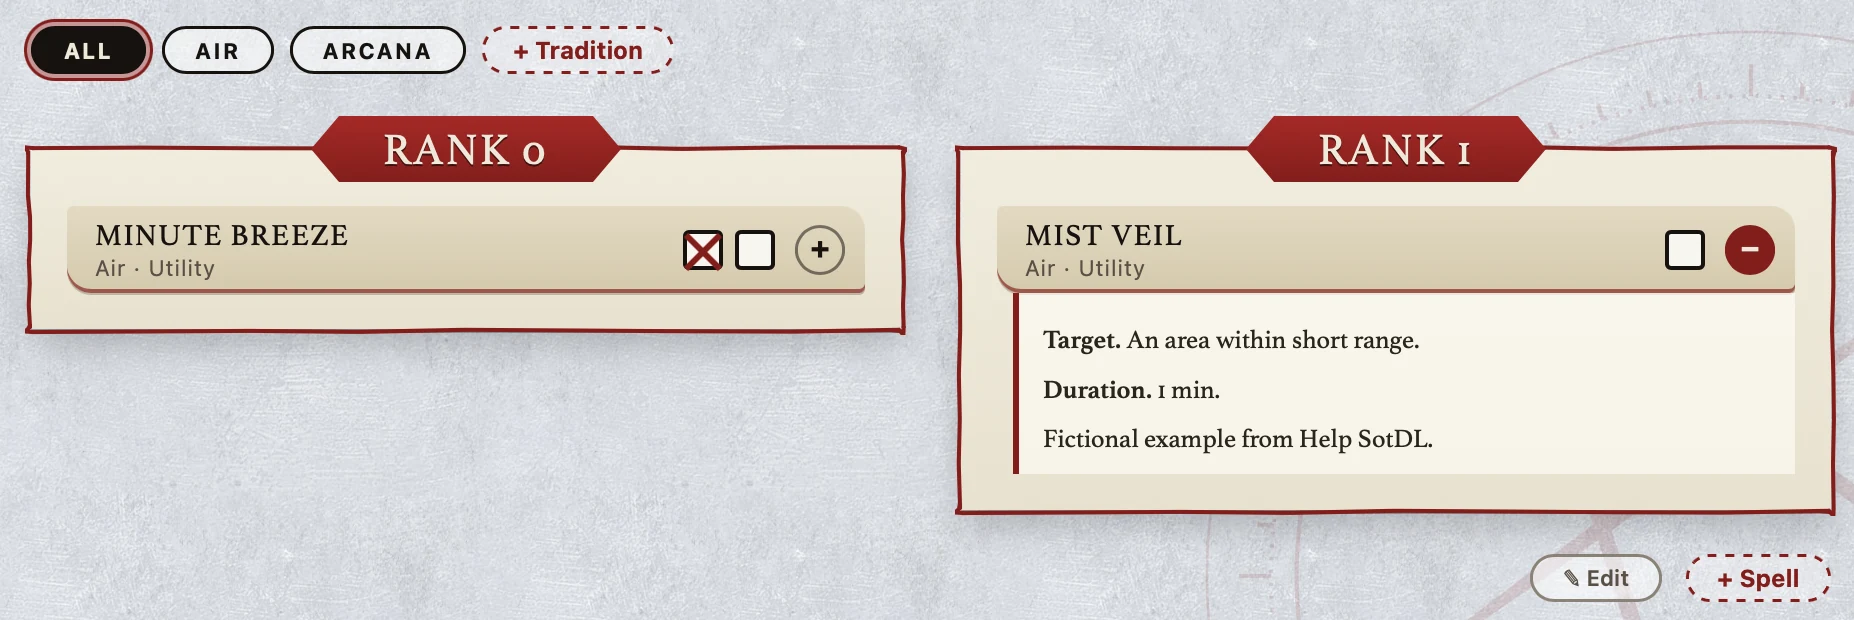 ALL
AIR
ARCANA
+ Tradition
RANK 0
MINUTE BREEZE
Air · Utility
+
RANK 1
MIST VEIL
Air · Utility
−
Target. An area within short range.
Duration. 1 min.
Fictional example from Help SotDL.
✎ Edit
+ Spell